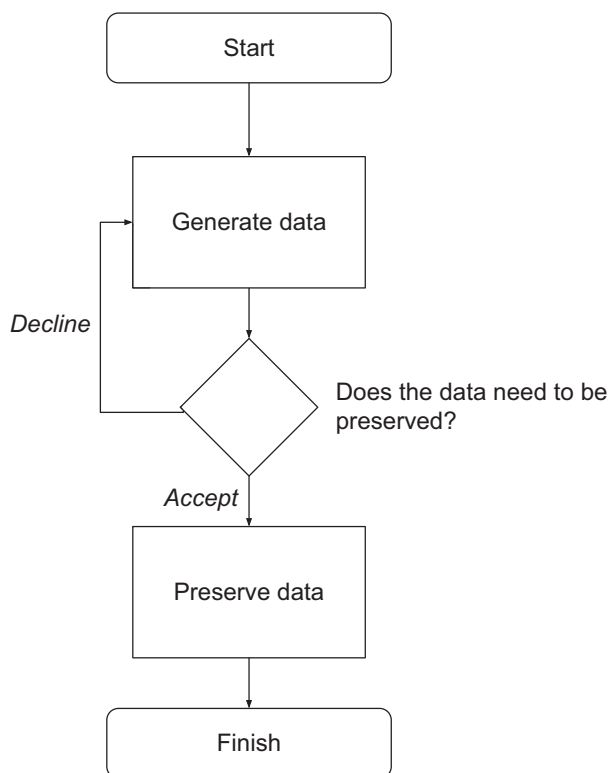 Start
Generate data
Decline
Does the data need to be
preserved?
Accept
Preserve data
Finish